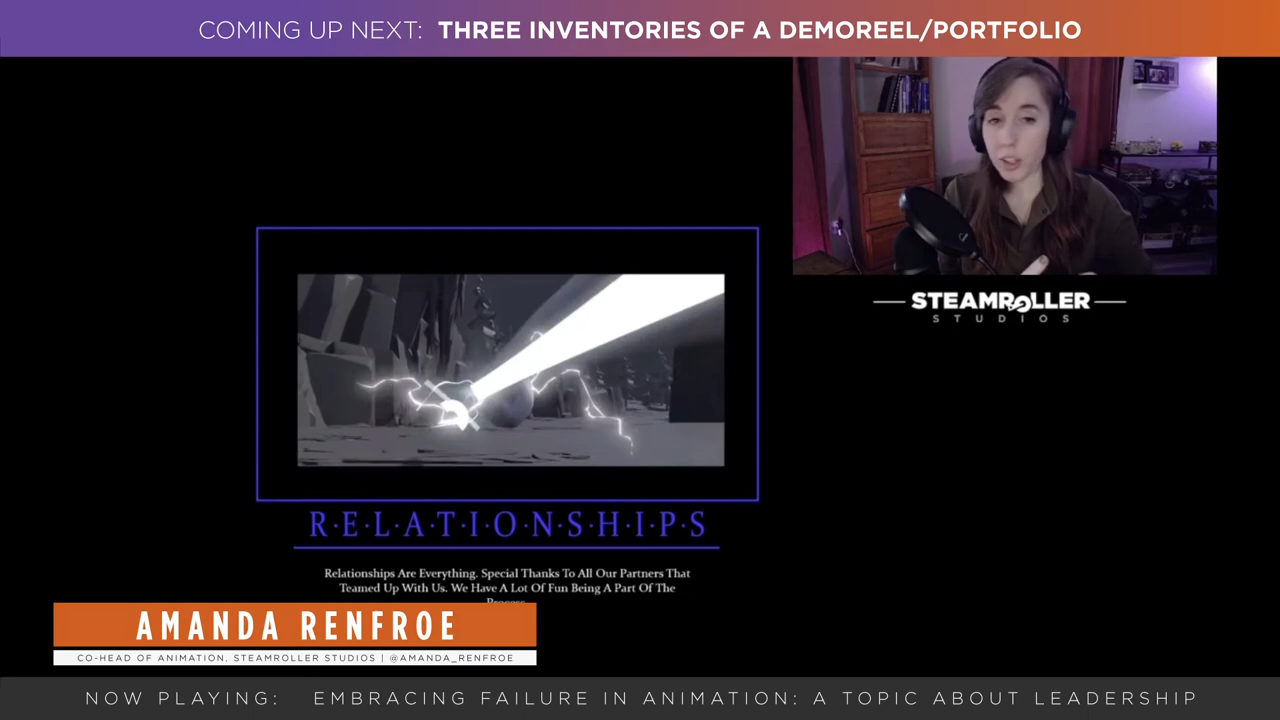 COMING UP NEXT: THREE INVENTORIES OF A DEMOREEL/PORTFOLIO
STEAMROLLER
STUDIOS
R·E·L·A·T·I·O·N·S·H·I·P·S
Relationships Are Everything. Special Thanks To All Our Partners That
Teamed Up With Us. We Have A Lot Of Fun Being A Part Of The
AMANDA RENFROE
CO-HEAD OF ANIMATION, STEAMROLLER STUDIOS | @AMANDA_RENFROE
NOW PLAYING: EMBRACING FAILURE IN ANIMATION: A TOPIC ABOUT LEADERSHIP